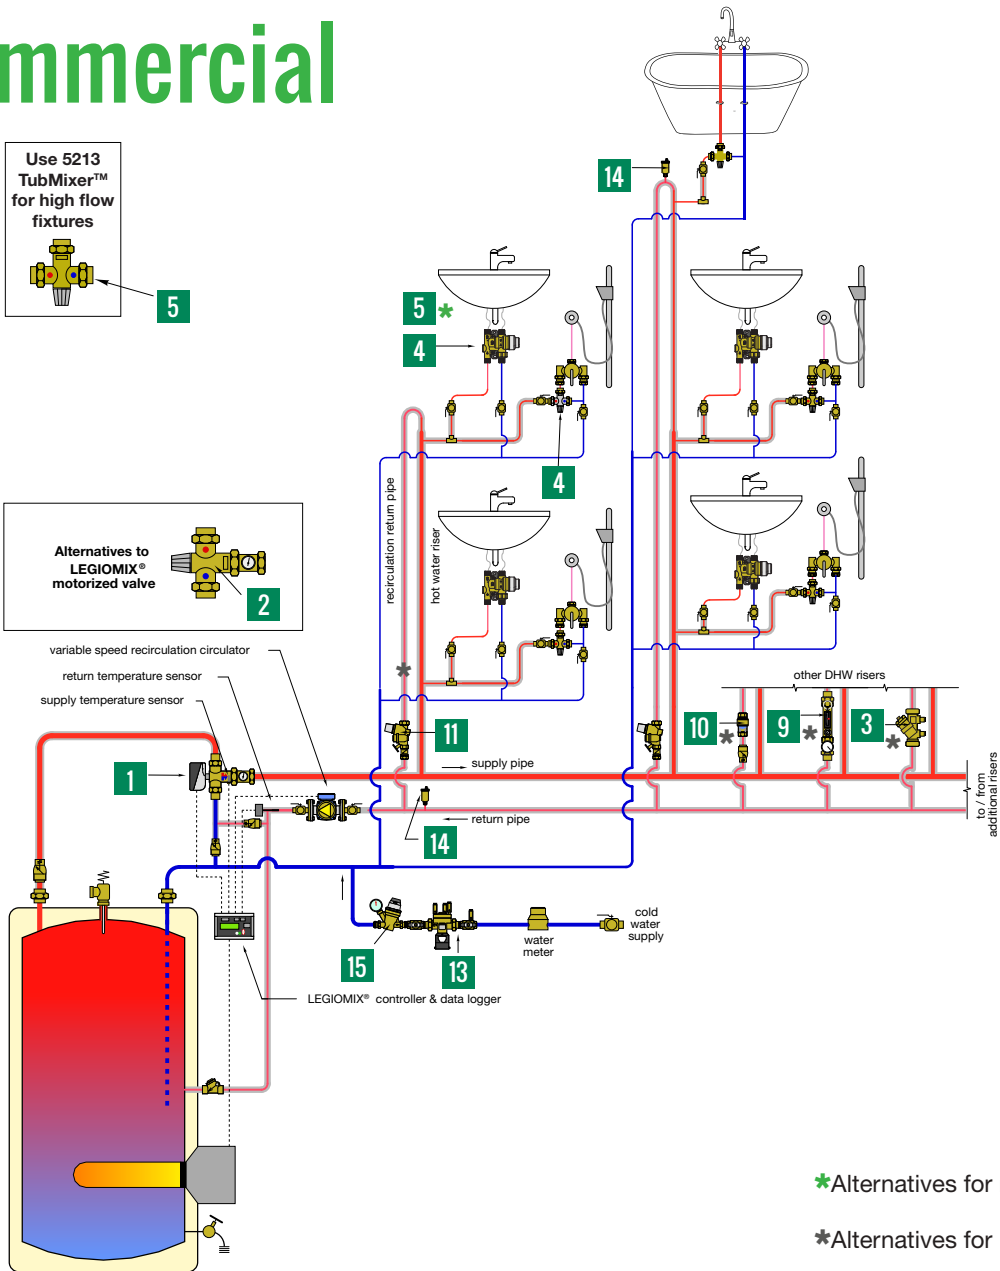 mmercial
Use 5213
TubMixer™
for high flow
fixtures
5
14
5*
4
4
recirculation return pipe
hot water riser
Alternatives to
LEGIOMIX®
motorized valve
2
variable speed recirculation circulator
return temperature sensor
supply temperature sensor
1
11
*
other DHW risers
10
*
9
*
3
*
supply pipe
return pipe
14
to / from
additional risers
cold
water
supply
water
meter
15
13
LEGIOMIX® controller & data logger
*Alternatives for
*Alternatives for